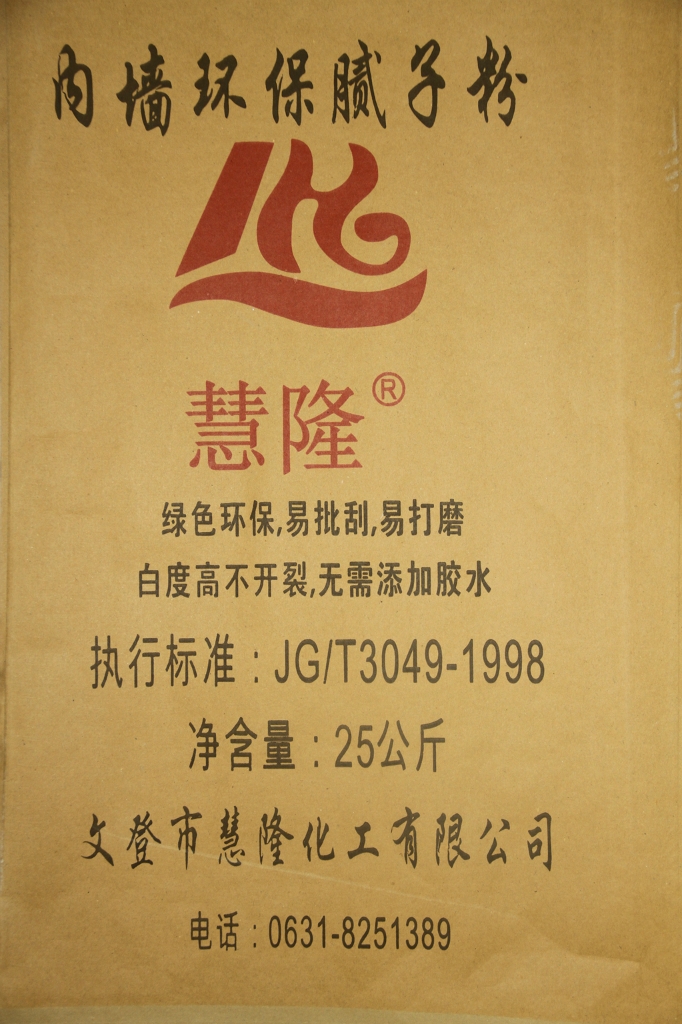 内墙环保腻子粉
慧隆®
绿色环保,易批刮,易打磨
白度高不开裂,无需添加胶水
执行标准：JG/T3049-1998
净含量：25公斤
文登市慧隆化工有限公司
电话：0631-8251389